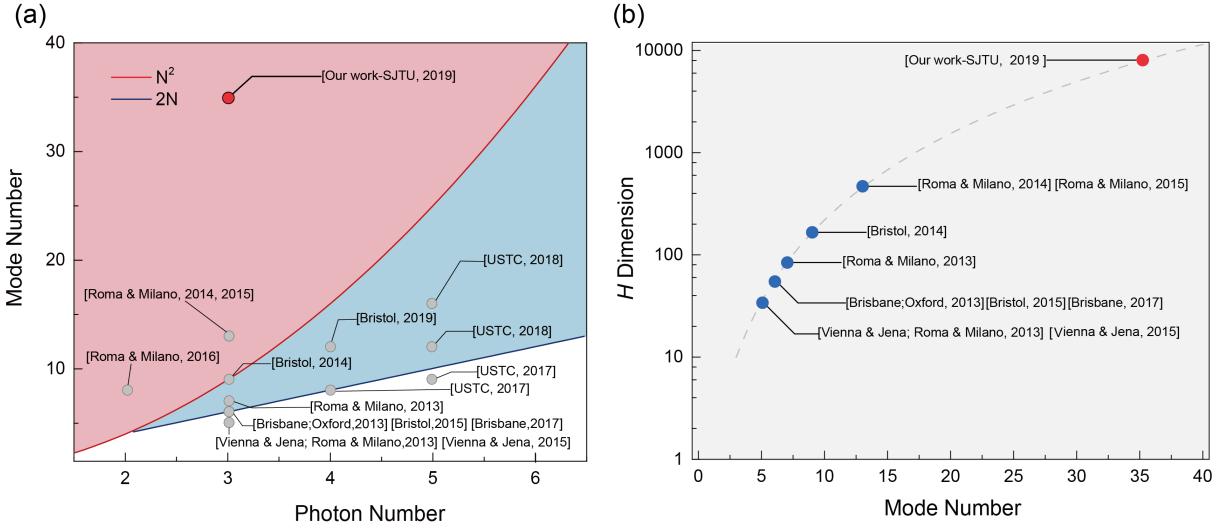 (a)
40
30
20
10
Mode Number
N²
2N
[Our work-SJTU, 2019]
[USTC, 2018]
[Roma & Milano, 2014, 2015]
[Bristol, 2019]
[USTC, 2018]
[Roma & Milano, 2016]
[Bristol, 2014]
[USTC, 2017]
[USTC, 2017]
[Roma & Milano, 2013]
[Brisbane;Oxford,2013] [Bristol,2015] [Brisbane,2017]
[Vienna & Jena; Roma & Milano,2013] [Vienna & Jena, 2015]
2 3 4 5 6
Photon Number
(b)
10000
1000
100
10
1
H Dimension
[Our work-SJTU, 2019 ]
[Roma & Milano, 2014] [Roma & Milano, 2015]
[Bristol, 2014]
[Roma & Milano, 2013]
[Brisbane;Oxford, 2013][Bristol, 2015][Brisbane, 2017]
[Vienna & Jena; Roma & Milano, 2013] [Vienna & Jena, 2015]
0 5 10 15 20 25 30 35 40
Mode Number